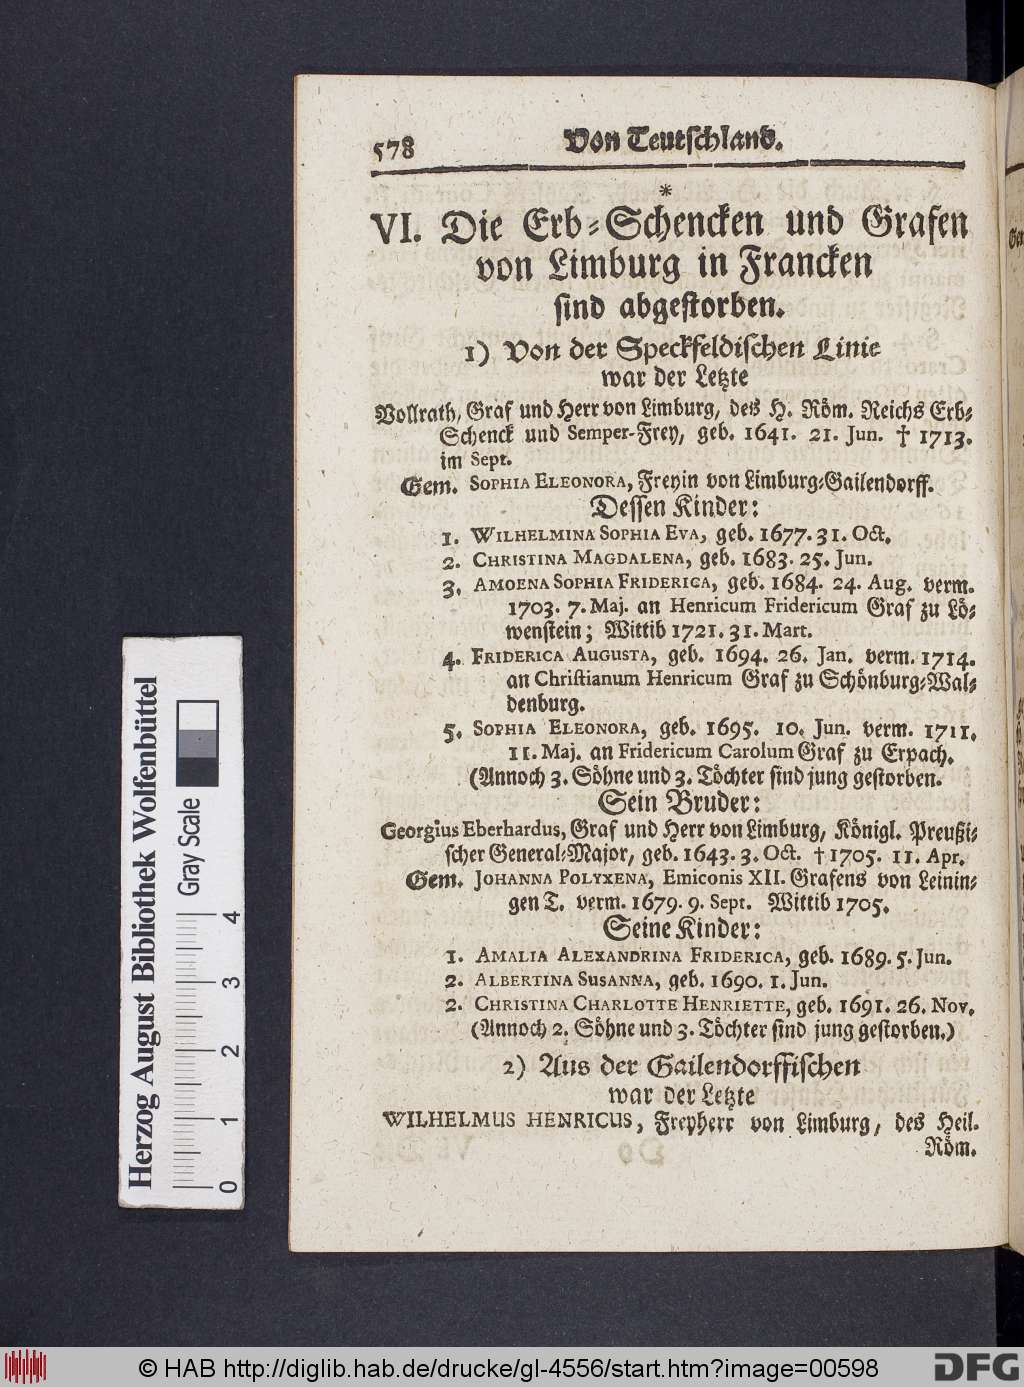 578 Von Teutschland.
*
VI. Die Erb-Schencken und Grafen
von Limburg in Francken
sind abgestorben.
1) Von der Speckfeldischen Linie
war der Letzte
Vollrath, Graf und Herr von Limburg, des H. Röm. Reichs Erb-
Schenck und Semper-Frey, geb. 1641. 21. Jun. † 1713.
im Sept.
Gem. SOPHIA ELEONORA, Freyin von Limburg-Gailendorff.
Dessen Kinder:
1. WILHELMINA SOPHIA EVA, geb. 1677. 31. Oct.
2. CHRISTINA MAGDALENA, geb. 1683. 25. Jun.
3. AMOENA SOPHIA FRIDERICA, geb. 1684. 24. Aug. verm.
1703. 7. Maj. an Henricum Fridericum Graf zu Lö-
wenstein; Wittib 1721. 31. Mart.
4. FRIDERICA AUGUSTA, geb. 1694. 26. Jan. verm. 1714.
an Christianum Henricum Graf zu Schönburg-Wal-
denburg.
5. SOPHIA ELEONORA, geb. 1695. 10. Jun. verm. 1711.
11. Maj. an Fridericum Carolum Graf zu Erpach.
(Annoch 3. Söhne und 3. Töchter sind jung gestorben.
Sein Bruder:
Georgius Eberhardus, Graf und Herr von Limburg, Königl. Preußi-
scher General-Major, geb. 1643. 3. Oct. † 1705. 11. Apr.
Gem. JOHANNA POLYXENA, Emiconis XII. Grafens von Leinin-
gen T. verm. 1679. 9. Sept. Wittib 1705.
Seine Kinder:
1. AMALIA ALEXANDRINA FRIDERICA, geb. 1689. 5. Jun.
2. ALBERTINA SUSANNA, geb. 1690. 1. Jun.
2. CHRISTINA CHARLOTTE HENRIETTE, geb. 1691. 26. Nov.
(Annoch 2. Söhne und 3. Töchter sind jung gestorben.)
2) Aus der Gailendorffischen
war der Letzte
WILHELMUS HENRICUS, Freyherr von Limburg, des Heil.
Röm.
Herzog August Bibliothek Wolfenbüttel
Gray Scale
0 1 2 3 4
© HAB http://diglib.hab.de/drucke/gl-4556/start.htm?image=00598
DFG